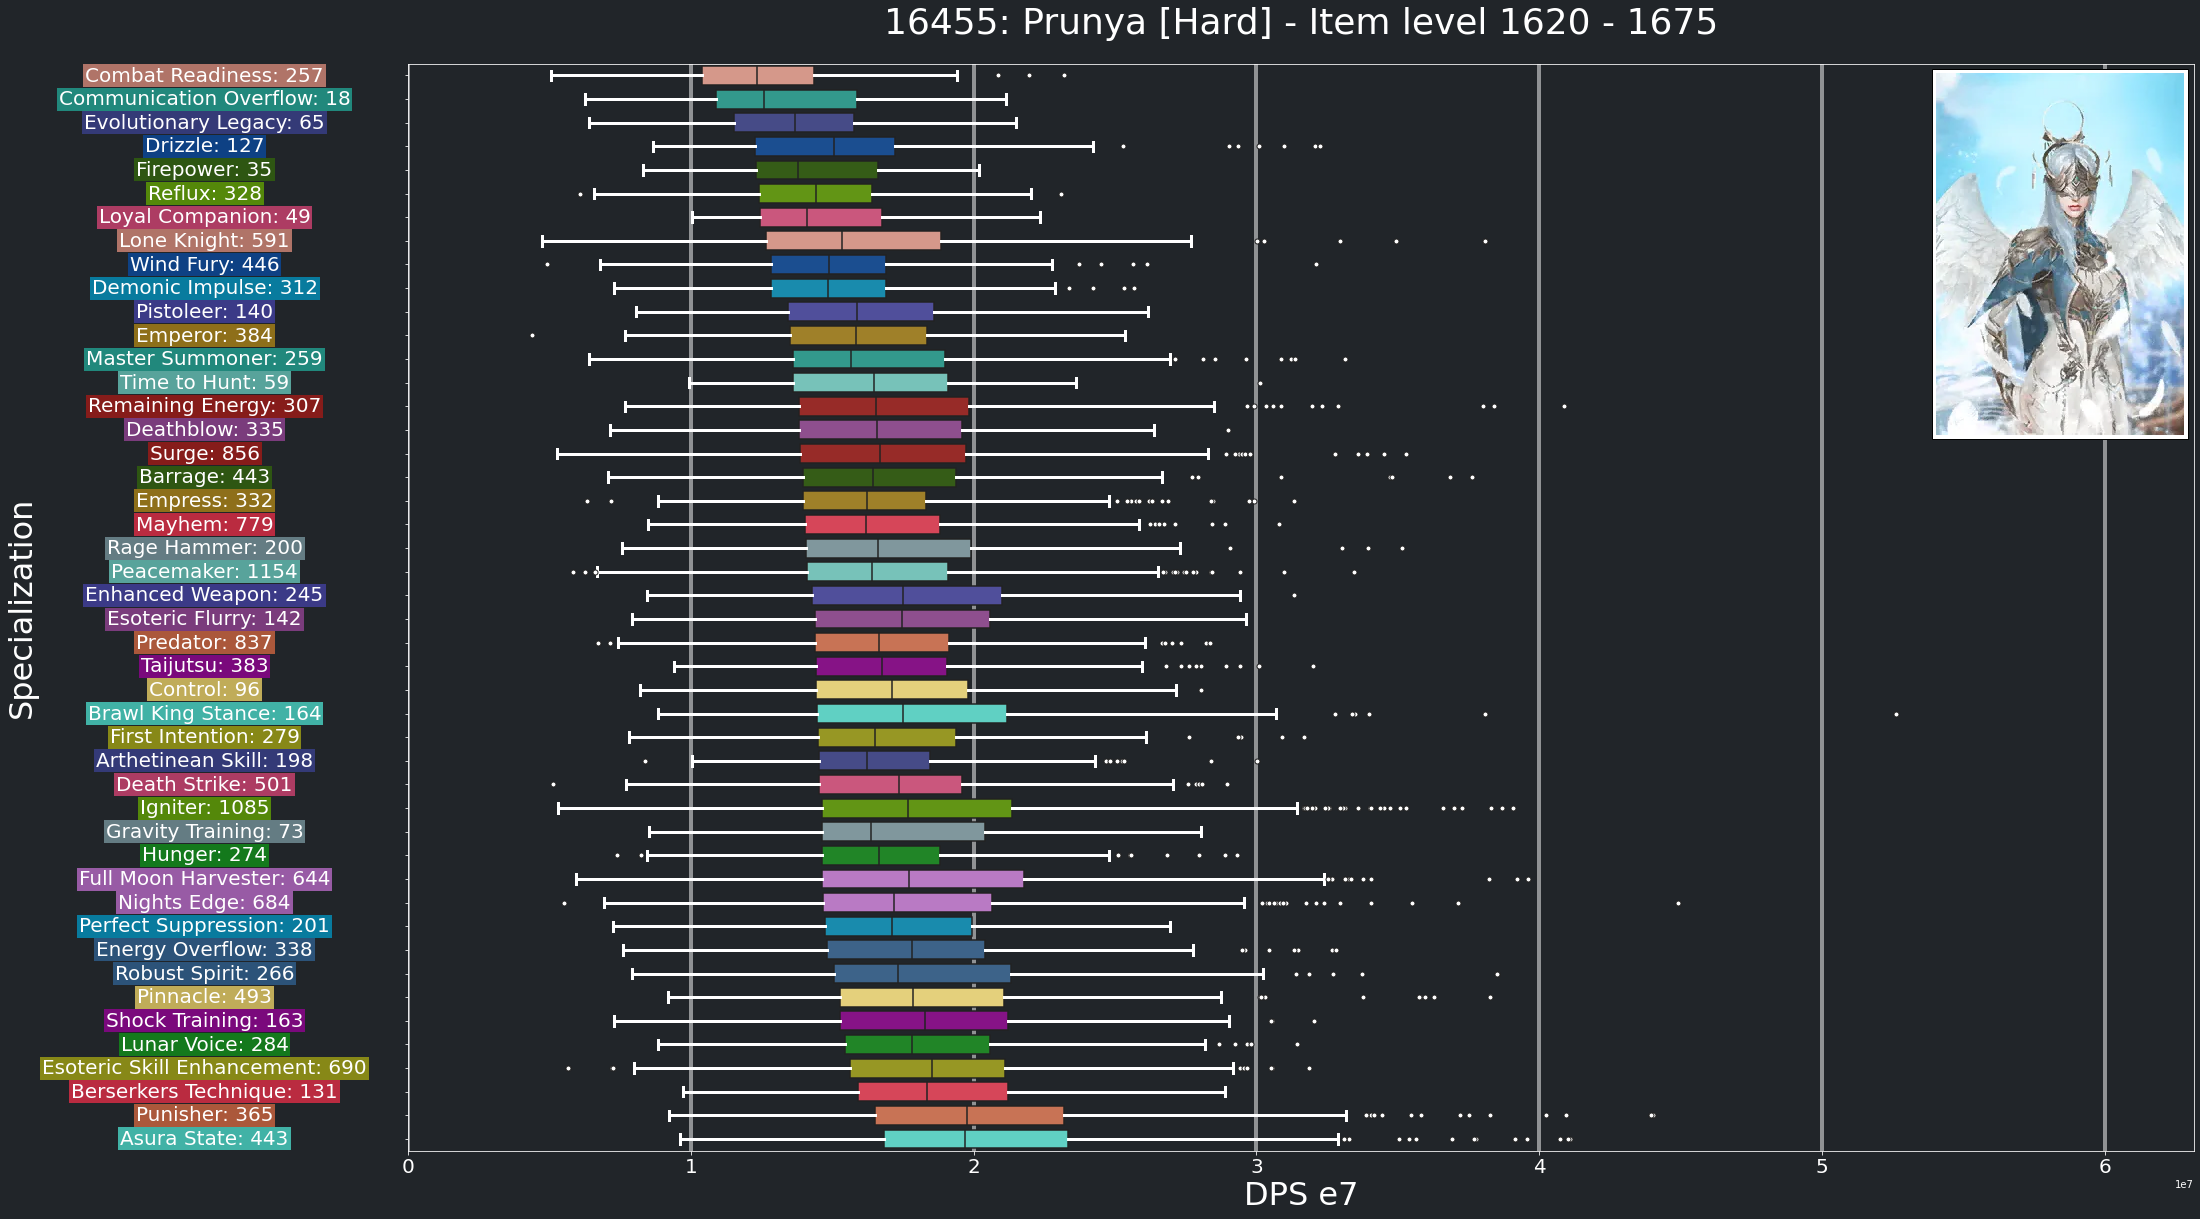 16455: Prunya [Hard] - Item level 1620 - 1675
Specialization
Combat Readiness: 257
Communication Overflow: 18
Evolutionary Legacy: 65
Drizzle: 127
Firepower: 35
Reflux: 328
Loyal Companion: 49
Lone Knight: 591
Wind Fury: 446
Demonic Impulse: 312
Pistoleer: 140
Emperor: 384
Master Summoner: 259
Time to Hunt: 59
Remaining Energy: 307
Deathblow: 335
Surge: 856
Barrage: 443
Empress: 332
Mayhem: 779
Rage Hammer: 200
Peacemaker: 1154
Enhanced Weapon: 245
Esoteric Flurry: 142
Predator: 837
Taijutsu: 383
Control: 96
Brawl King Stance: 164
First Intention: 279
Arthetinean Skill: 198
Death Strike: 501
Igniter: 1085
Gravity Training: 73
Hunger: 274
Full Moon Harvester: 644
Nights Edge: 684
Perfect Suppression: 201
Energy Overflow: 338
Robust Spirit: 266
Pinnacle: 493
Shock Training: 163
Lunar Voice: 284
Esoteric Skill Enhancement: 690
Berserkers Technique: 131
Punisher: 365
Asura State: 443
0 1 2 3 4 5 6
1e7
DPS e7